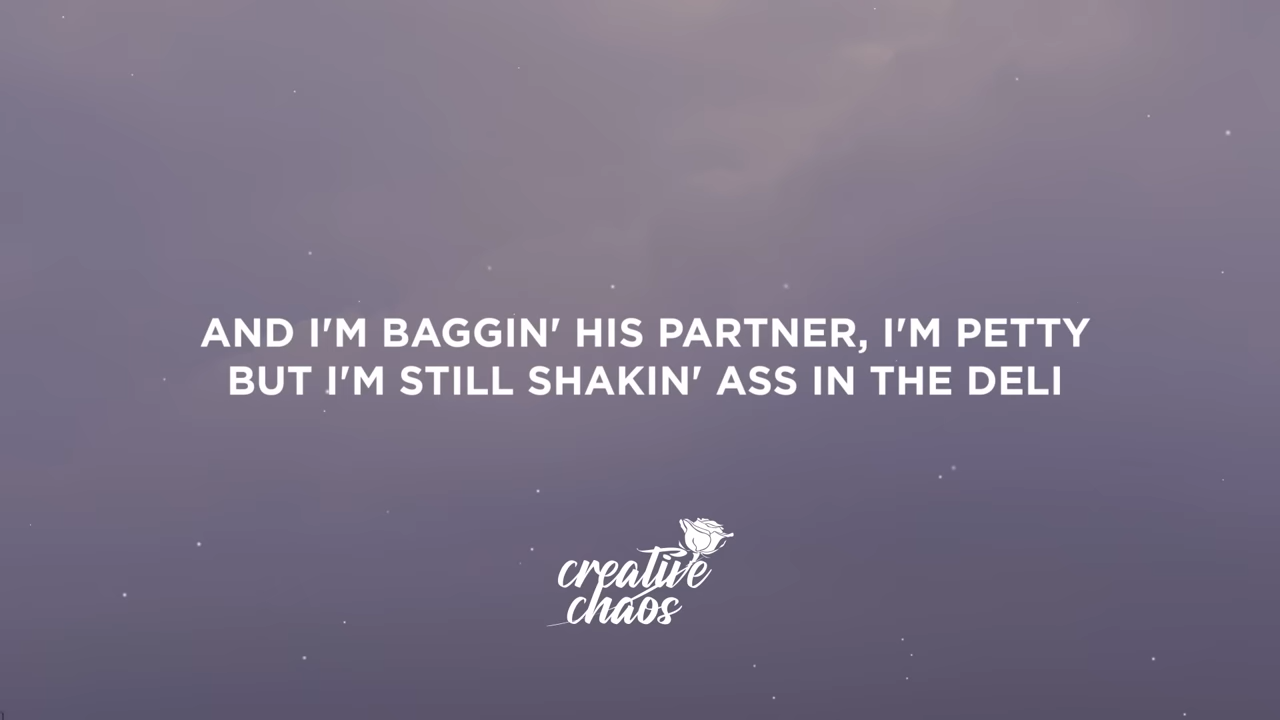 AND I'M BAGGIN' HIS PARTNER, I'M PETTY
BUT I'M STILL SHAKIN' ASS IN THE DELI
creative
chaos